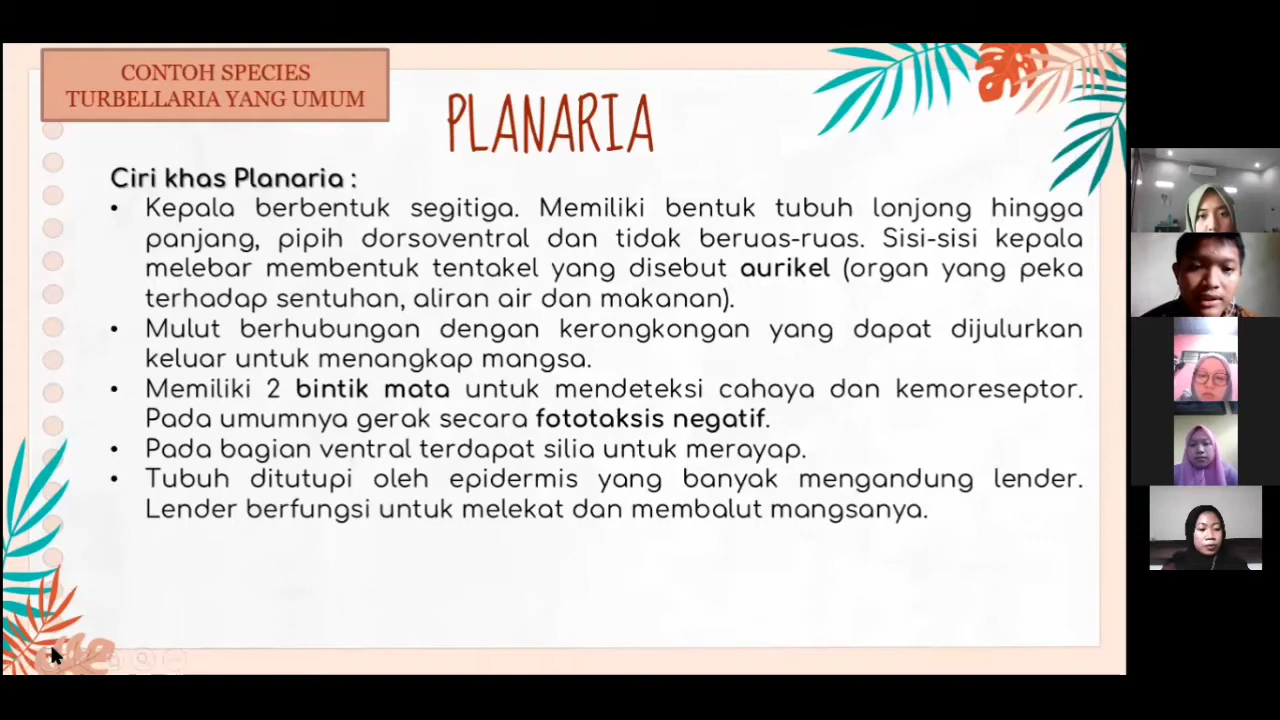 CONTOH SPECIES
TURBELLARIA YANG UMUM
PLANARIA
Ciri khas Planaria :
• Kepala berbentuk segitiga. Memiliki bentuk tubuh lonjong hingga
panjang, pipih dorsoventral dan tidak beruas-ruas. Sisi-sisi kepala
melebar membentuk tentakel yang disebut aurikel (organ yang peka
terhadap sentuhan, aliran air dan makanan).
• Mulut berhubungan dengan kerongkongan yang dapat dijulurkan
keluar untuk menangkap mangsa.
• Memiliki 2 bintik mata untuk mendeteksi cahaya dan kemoreseptor.
Pada umumnya gerak secara fototaksis negatif.
• Pada bagian ventral terdapat silia untuk merayap.
• Tubuh ditutupi oleh epidermis yang banyak mengandung lender.
Lender berfungsi untuk melekat dan membalut mangsanya.